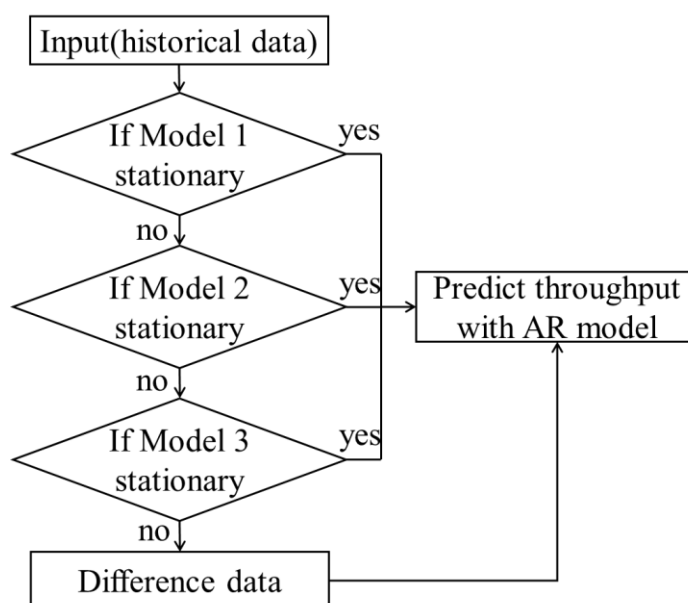 Input(historical data)
If Model 1
stationary
yes
no
If Model 2
stationary
yes
Predict throughput
with AR model
no
If Model 3
stationary
yes
no
Difference data